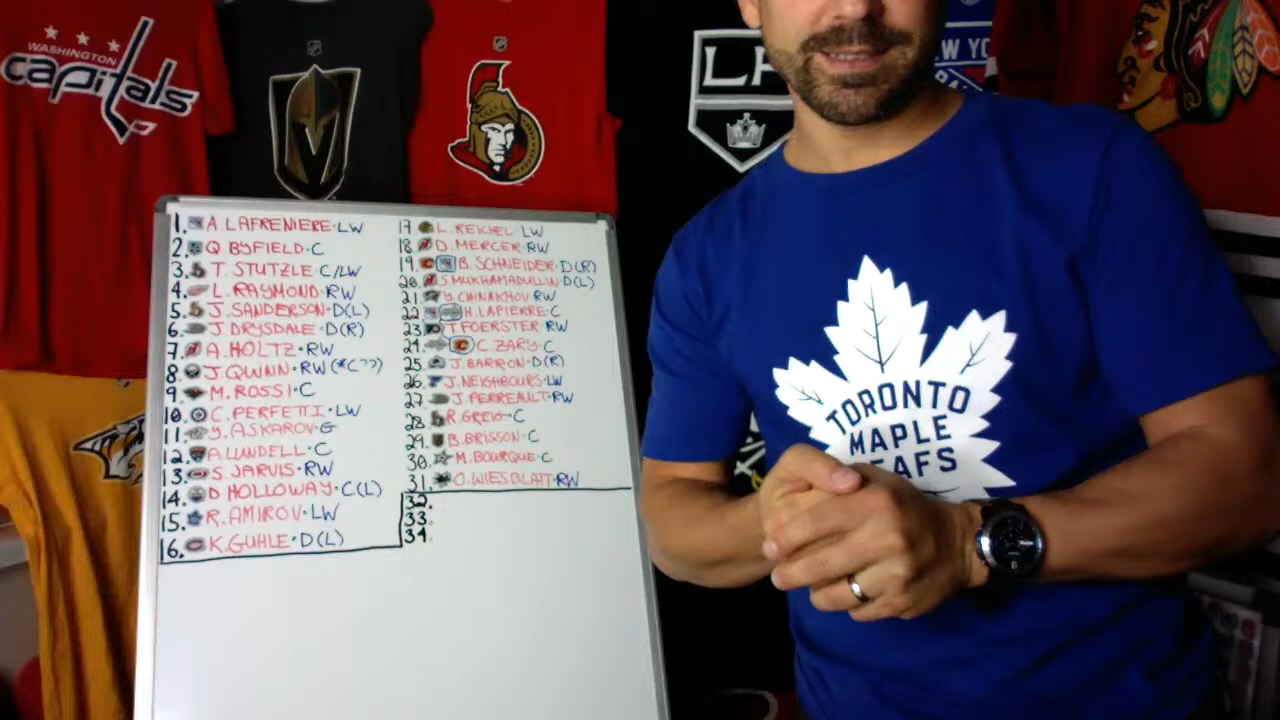 WASHINGTON
capitals
LA
W YO
1. A. LAFRENIERE • LW
2. Q. BYFIELD • C
3. T. STUTZLE • C/LW
4. L. RAYMOND • RW
5. J. SANDERSON • D(L)
6. J. DRYSDALE • D(R)
7. A. HOLTZ • RW
8. J. QUINN • RW (*C??)
9. M. ROSSI • C
10. C. PERFETTI • LW
11. Y. ASKAROV • G
12. A. LUNDELL • C
13. S. JARVIS • RW
14. D HOLLOWAY • C(L)
15. R. AMIROV • LW
16. K. GUHLE • D(L)
17 L. REICHEL LW
18. D. MERCER • RW
19. B. SCHNEIDER • D(R)
20. S. MUKHAMADULLIN • D(L)
21. Y. CHINAKHOV RW
22. H. LAPIERRE • C
23. T FOERSTER RW
24. C. ZARY • C
25. J. BARRON • D(R)
26. J. NEIGHBOURS • LW
27. J. PERREAULT • RW
28. R. GREIG • C
29. B. BRISSON • C
30. M. BOURQUE • C
31. O. WIESBLATT • RW
32.
33.
34.
TORONTO
MAPLE
LEAFS